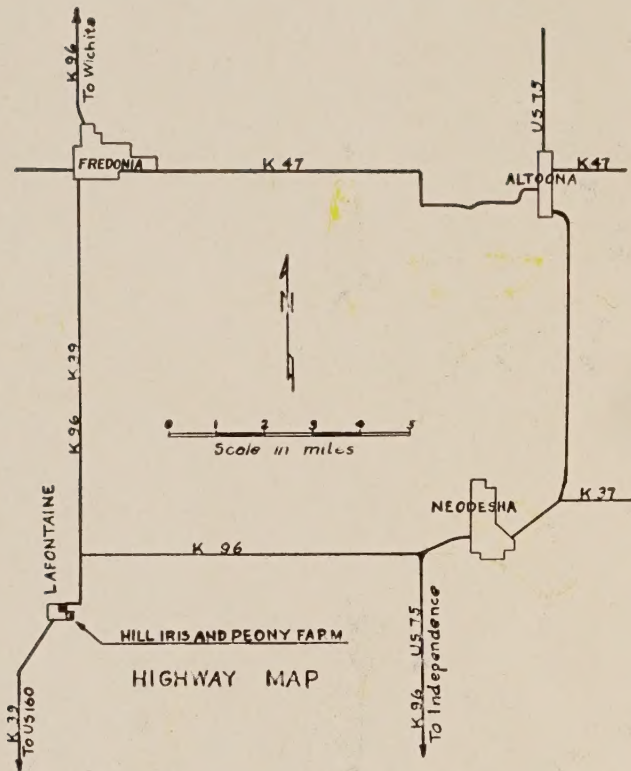 K 96
To Wichita
US 75
FREDONIA
K 47
ALTOONA
K47
N
K 39
K 96
0 1 2 3 4 5
Scale in miles
LAFONTAINE
NEODESHA
K 37
K 96
HILL IRIS AND PEONY FARM
HIGHWAY MAP
K 39
To US 160
US 75
K 96
To Independence